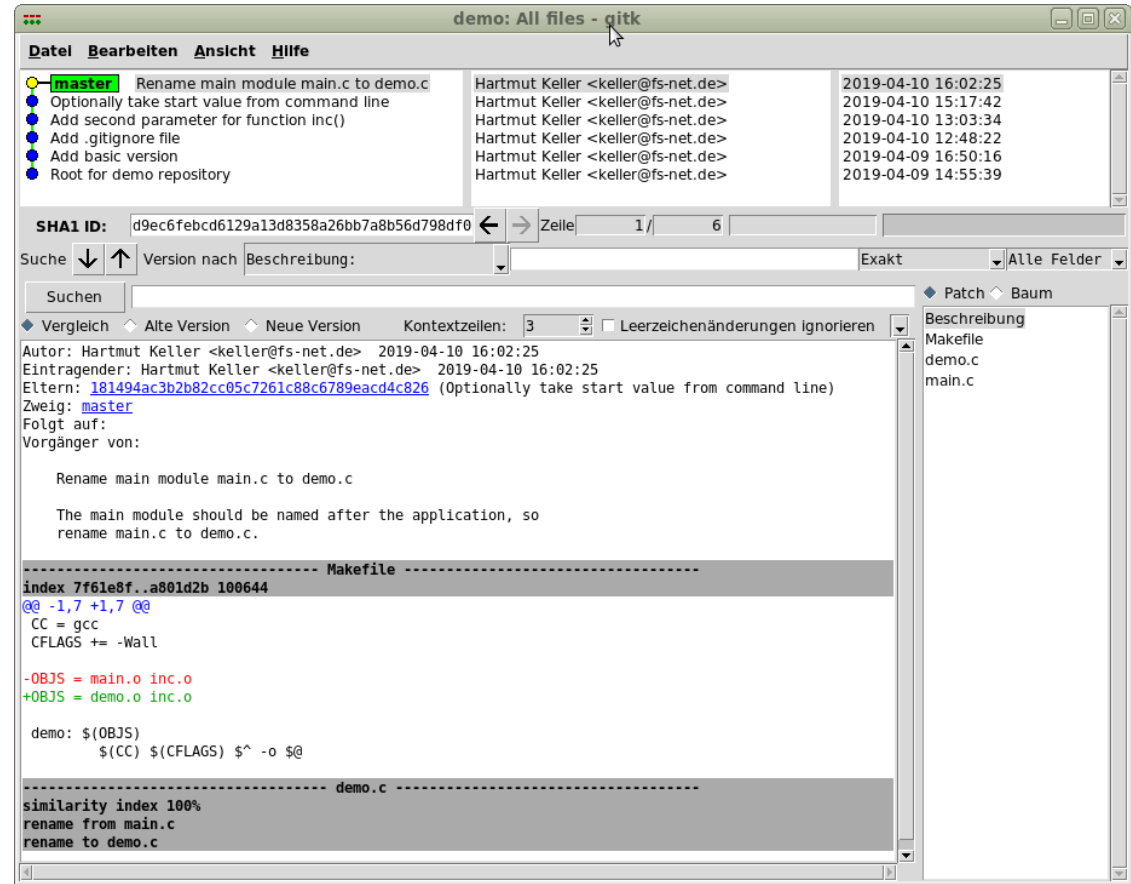 demo: All files - gitk
Datei Bearbeiten Ansicht Hilfe
master Rename main module main.c to demo.c Hartmut Keller <keller@fs-net.de> 2019-04-10 16:02:25
Optionally take start value from command line Hartmut Keller <keller@fs-net.de> 2019-04-10 15:17:42
Add second parameter for function inc() Hartmut Keller <keller@fs-net.de> 2019-04-10 13:03:34
Add .gitignore file Hartmut Keller <keller@fs-net.de> 2019-04-10 12:48:22
Add basic version Hartmut Keller <keller@fs-net.de> 2019-04-09 16:50:16
Root for demo repository Hartmut Keller <keller@fs-net.de> 2019-04-09 14:55:39
SHA1 ID: d9ec6febcd6129a13d8358a26bb7a8b56d798df0 Zeile 1/ 6
Suche Version nach Beschreibung: Exakt Alle Felder
Suchen
Vergleich Alte Version Neue Version Kontextzeilen: 3 Leerzeichenänderungen ignorieren
Autor: Hartmut Keller <keller@fs-net.de> 2019-04-10 16:02:25
Eintragender: Hartmut Keller <keller@fs-net.de> 2019-04-10 16:02:25
Eltern: 181494ac3b2b82cc05c7261c88c6789eacd4c826 (Optionally take start value from command line)
Zweig: master
Folgt auf:
Vorgänger von:
Rename main module main.c to demo.c
The main module should be named after the application, so
rename main.c to demo.c.
----------------------------------- Makefile -----------------------------------
index 7f61e8f..a801d2b 100644
@@ -1,7 +1,7 @@
CC = gcc
CFLAGS += -Wall
-OBJS = main.o inc.o
+OBJS = demo.o inc.o
demo: $(OBJS)
$(CC) $(CFLAGS) $^ -o $@
------------------------------------ demo.c ------------------------------------
similarity index 100%
rename from main.c
rename to demo.c
Patch Baum
Beschreibung
Makefile
demo.c
main.c